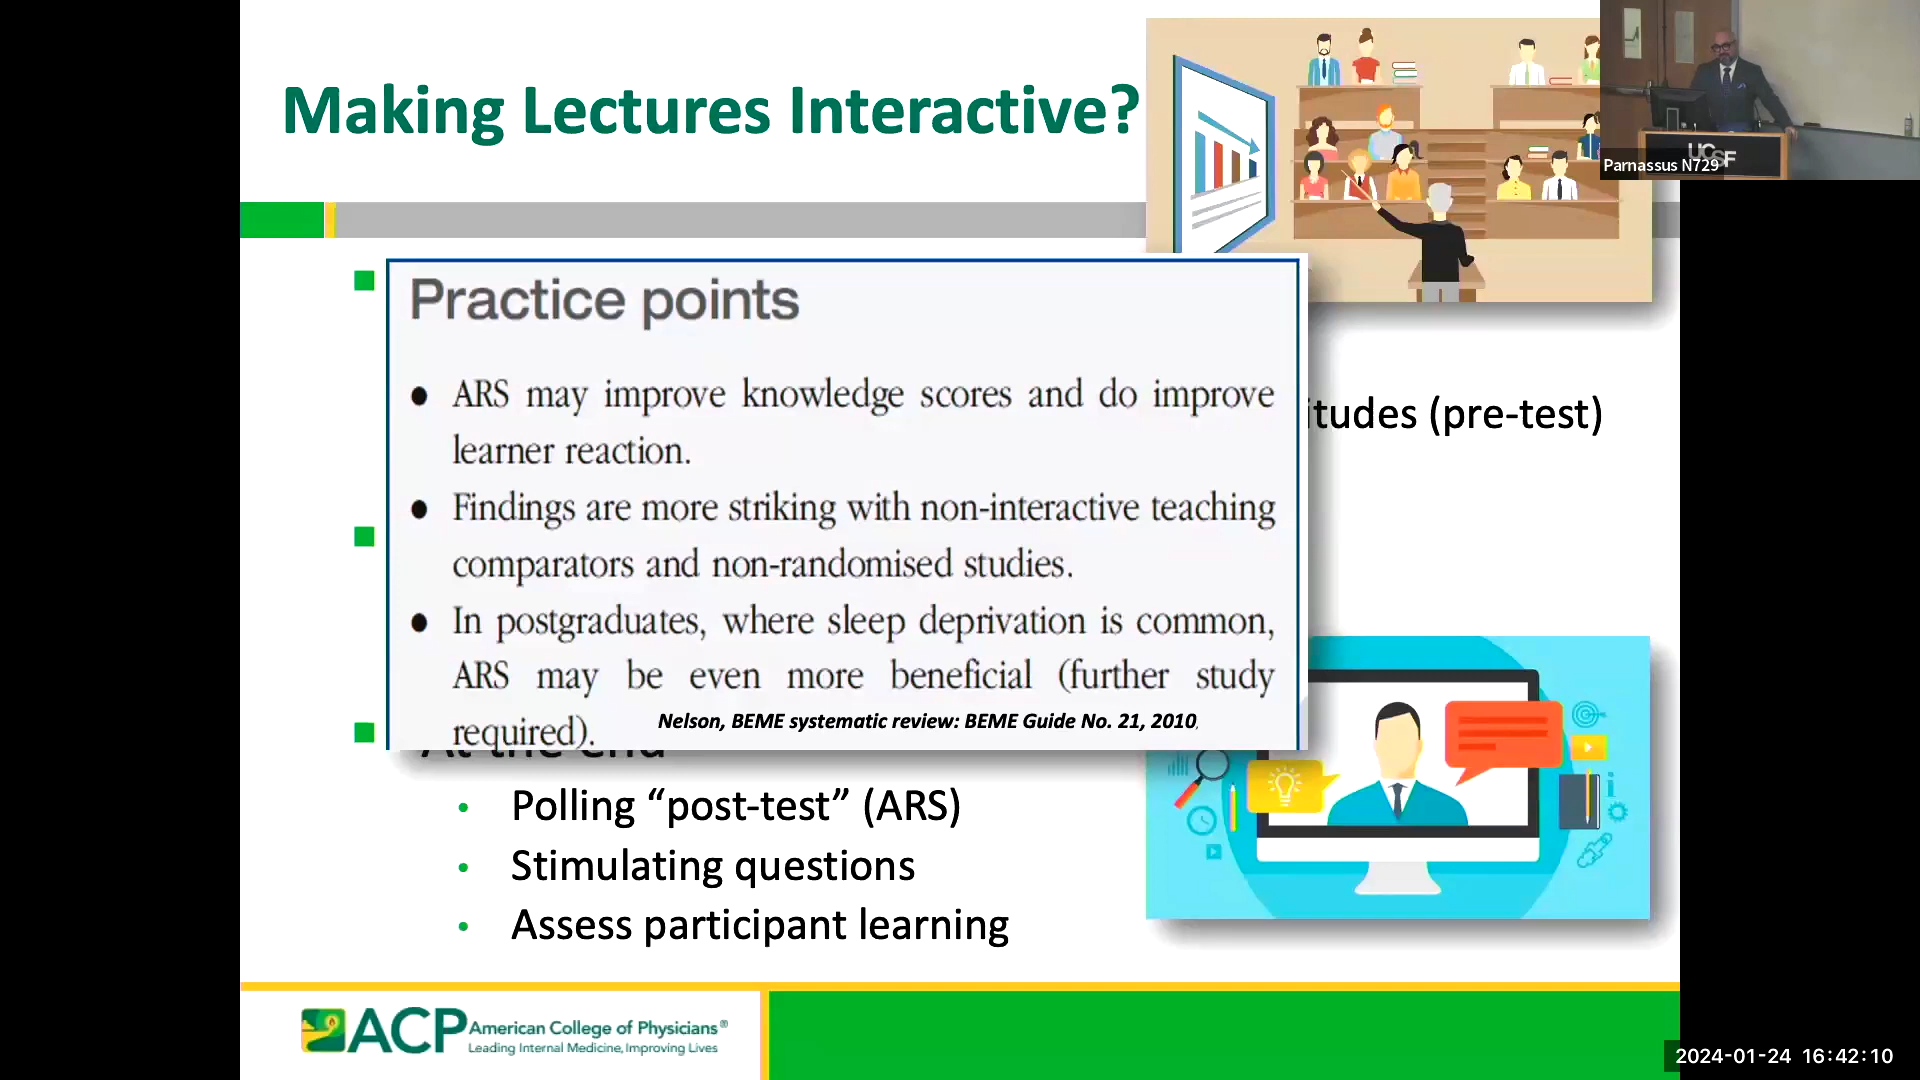 Making Lectures Interactive?
UCSF
Parnassus N729
Practice points
● ARS may improve knowledge scores and do improve
learner reaction.
itudes (pre-test)
● Findings are more striking with non-interactive teaching
comparators and non-randomised studies.
● In postgraduates, where sleep deprivation is common,
ARS may be even more beneficial (further study
required).
Nelson, BEME systematic review: BEME Guide No. 21, 2010,
At the end
• Polling “post-test” (ARS)
• Stimulating questions
• Assess participant learning
ACP American College of Physicians®
Leading Internal Medicine, Improving Lives
2024-01-24 16:42:10